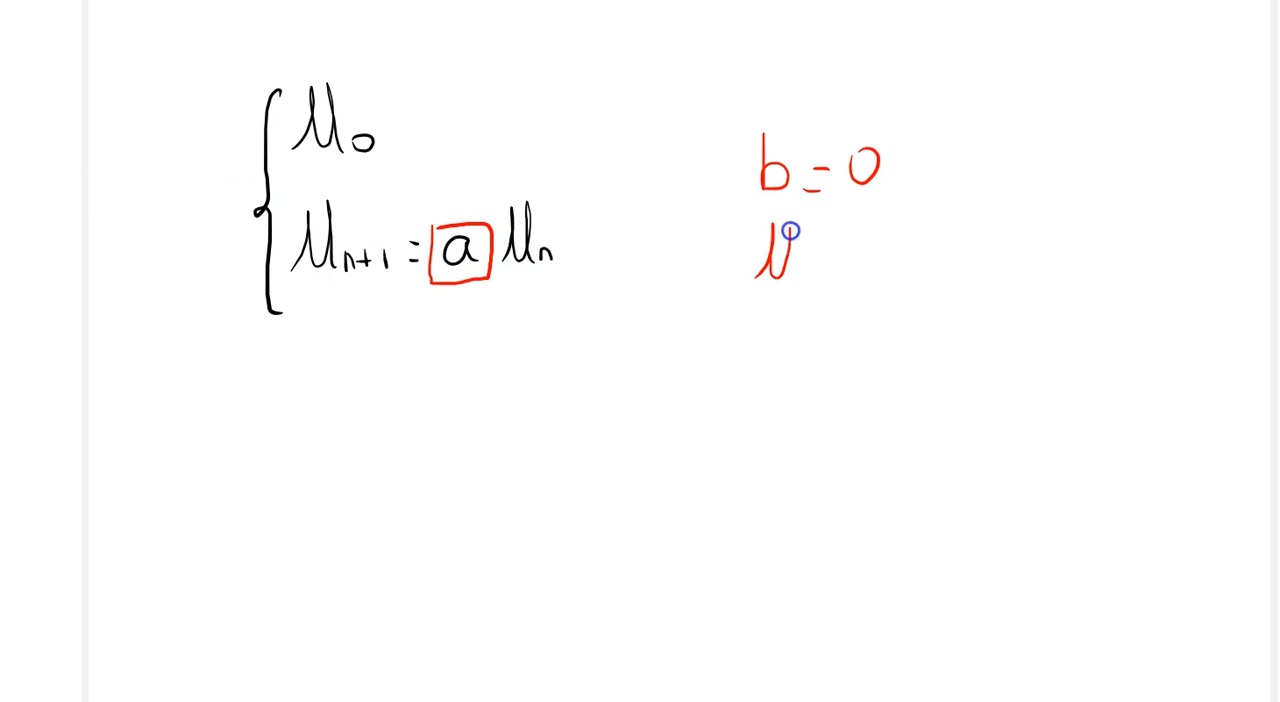 u₀
uₙ₊₁ = a uₙ
b = 0
u